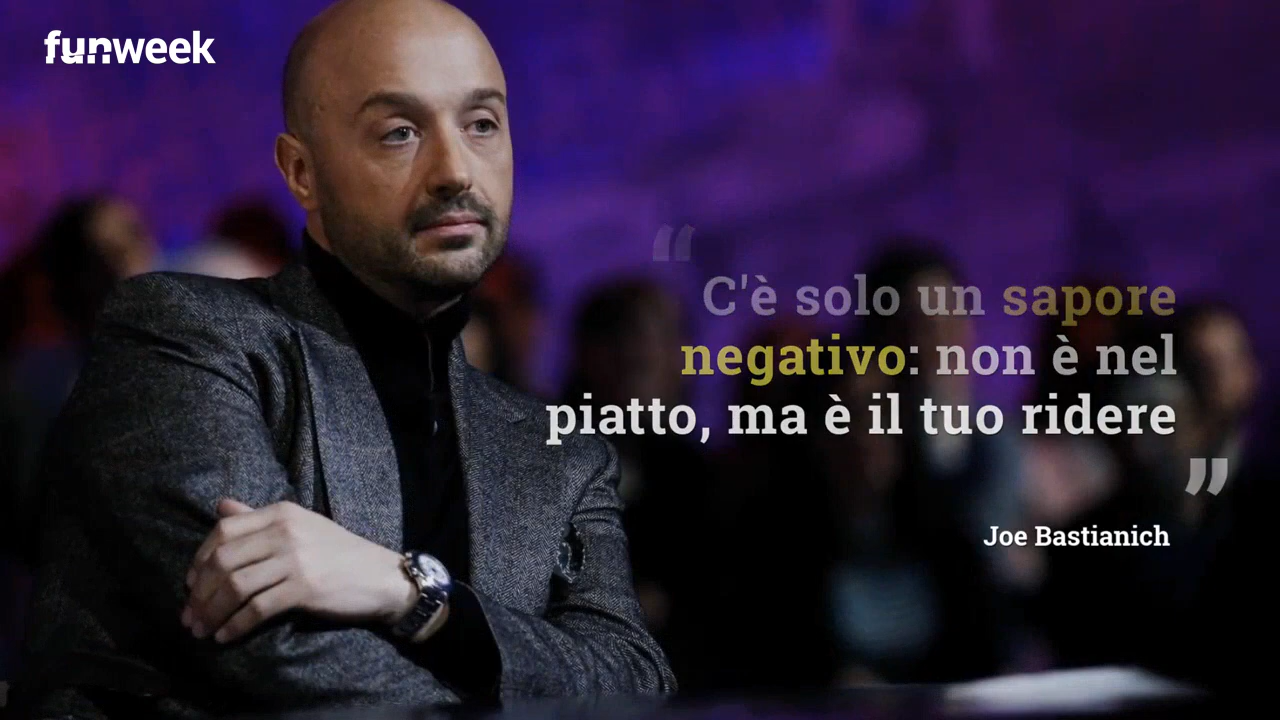 funweek
“
C'è solo un sapore
negativo: non è nel
piatto, ma è il tuo ridere
”
Joe Bastianich